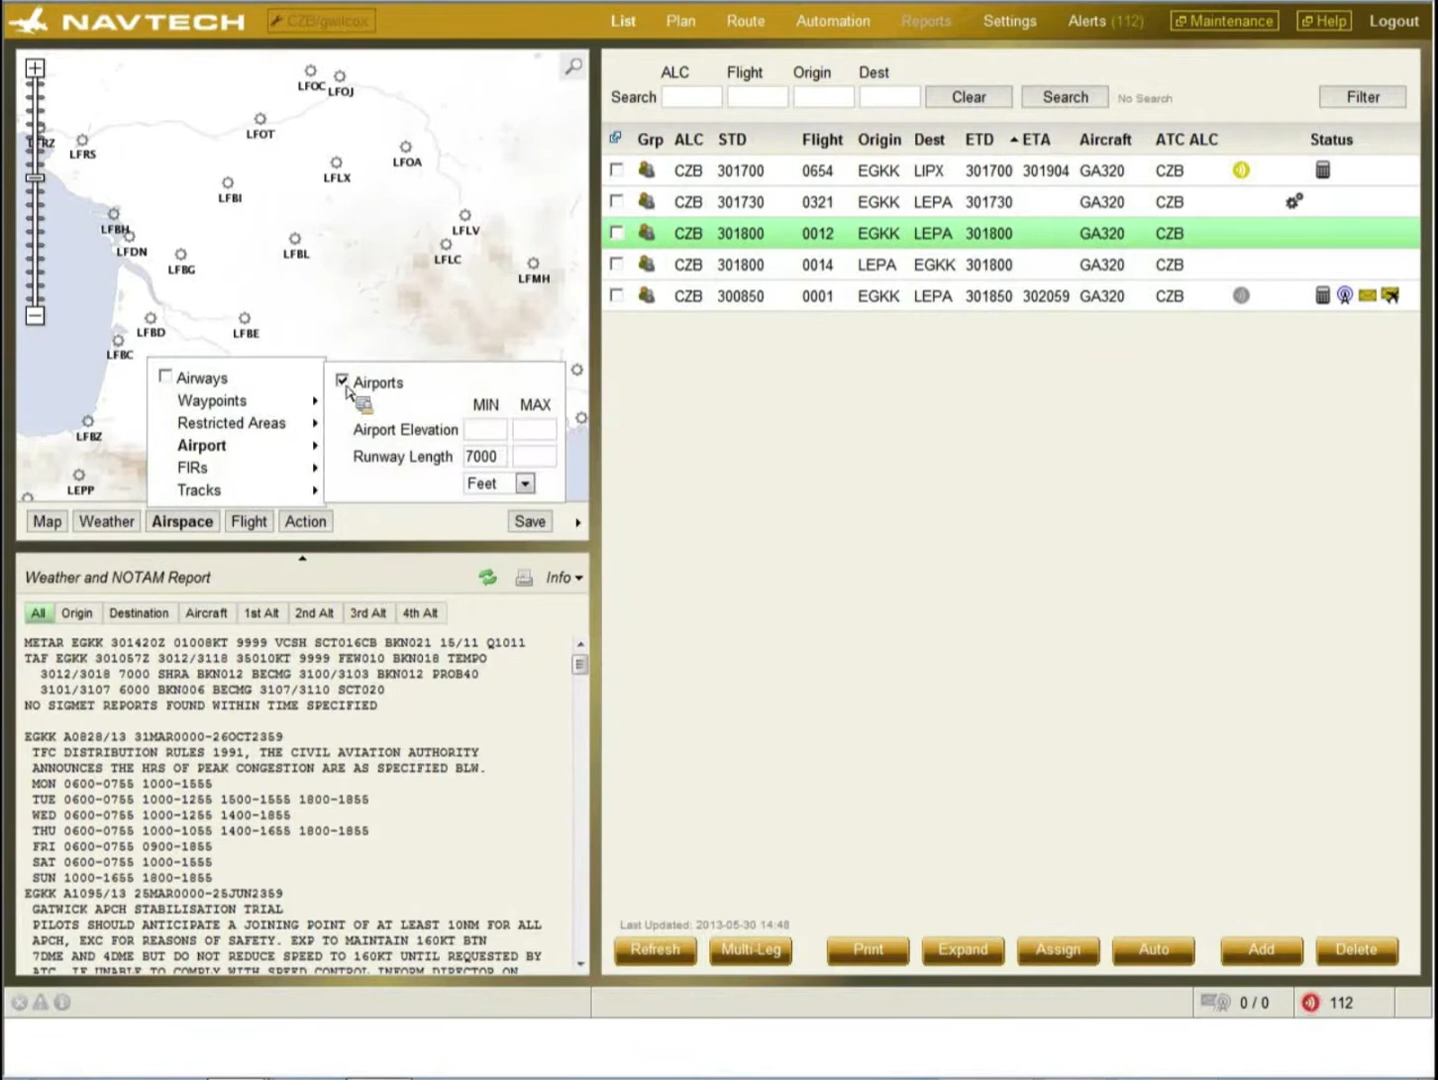 NAVTECH
CZB/gwilcox
List Plan Route Automation Reports Settings Alerts (112) Maintenance Help Logout
LFOC LFOJ
LFOT
LFRS
LFOA
LFLX
LFBI
LFBH
LFLV
LFDN
LFBL
LFLC
LFBG
LFMH
LFBD
LFBE
LFBC
LFBZ
LEPP
Airways
Waypoints
Restricted Areas
Airport
FIRs
Tracks
Airports
MIN MAX
Airport Elevation
Runway Length 7000
Feet
Map Weather Airspace Flight Action Save
Weather and NOTAM Report Info
All Origin Destination Aircraft 1st Alt 2nd Alt 3rd Alt 4th Alt
METAR EGKK 301420Z 01008KT 9999 VCSH SCT016CB BKN021 15/11 Q1011
TAF EGKK 301057Z 3012/3118 35010KT 9999 FEW010 BKN018 TEMPO
3012/3018 7000 SHRA BKN012 BECMG 3100/3103 BKN012 PROB40
3101/3107 6000 BKN006 BECMG 3107/3110 SCT020
NO SIGMET REPORTS FOUND WITHIN TIME SPECIFIED
EGKK A0828/13 31MAR0000-26OCT2359
TFC DISTRIBUTION RULES 1991, THE CIVIL AVIATION AUTHORITY
ANNOUNCES THE HRS OF PEAK CONGESTION ARE AS SPECIFIED BLW.
MON 0600-0755 1000-1555
TUE 0600-0755 1000-1255 1500-1555 1800-1855
WED 0600-0755 1000-1255 1400-1855
THU 0600-0755 1000-1055 1400-1655 1800-1855
FRI 0600-0755 0900-1855
SAT 0600-0755 1000-1555
SUN 1000-1655 1800-1855
EGKK A1095/13 25MAR0000-25JUN2359
GATWICK APCH STABILISATION TRIAL
PILOTS SHOULD ANTICIPATE A JOINING POINT OF AT LEAST 10NM FOR ALL
APCH, EXC FOR REASONS OF SAFETY. EXP TO MAINTAIN 160KT BTN
7DME AND 4DME BUT DO NOT REDUCE SPEED TO 160KT UNTIL REQUESTED BY
ATC. IF UNABLE TO COMPLY WITH SPEED CONTROL INFORM DIRECTOR ON
ALC Flight Origin Dest
Search Clear Search No Search Filter
Grp ALC STD Flight Origin Dest ETD ETA Aircraft ATC ALC Status
CZB 301700 0654 EGKK LIPX 301700 301904 GA320 CZB
CZB 301730 0321 EGKK LEPA 301730 GA320 CZB
CZB 301800 0012 EGKK LEPA 301800 GA320 CZB
CZB 301800 0014 LEPA EGKK 301800 GA320 CZB
CZB 300850 0001 EGKK LEPA 301850 302059 GA320 CZB
Last Updated: 2013-05-30 14:48
Refresh Multi-Leg Print Expand Assign Auto Add Delete
0 / 0 112